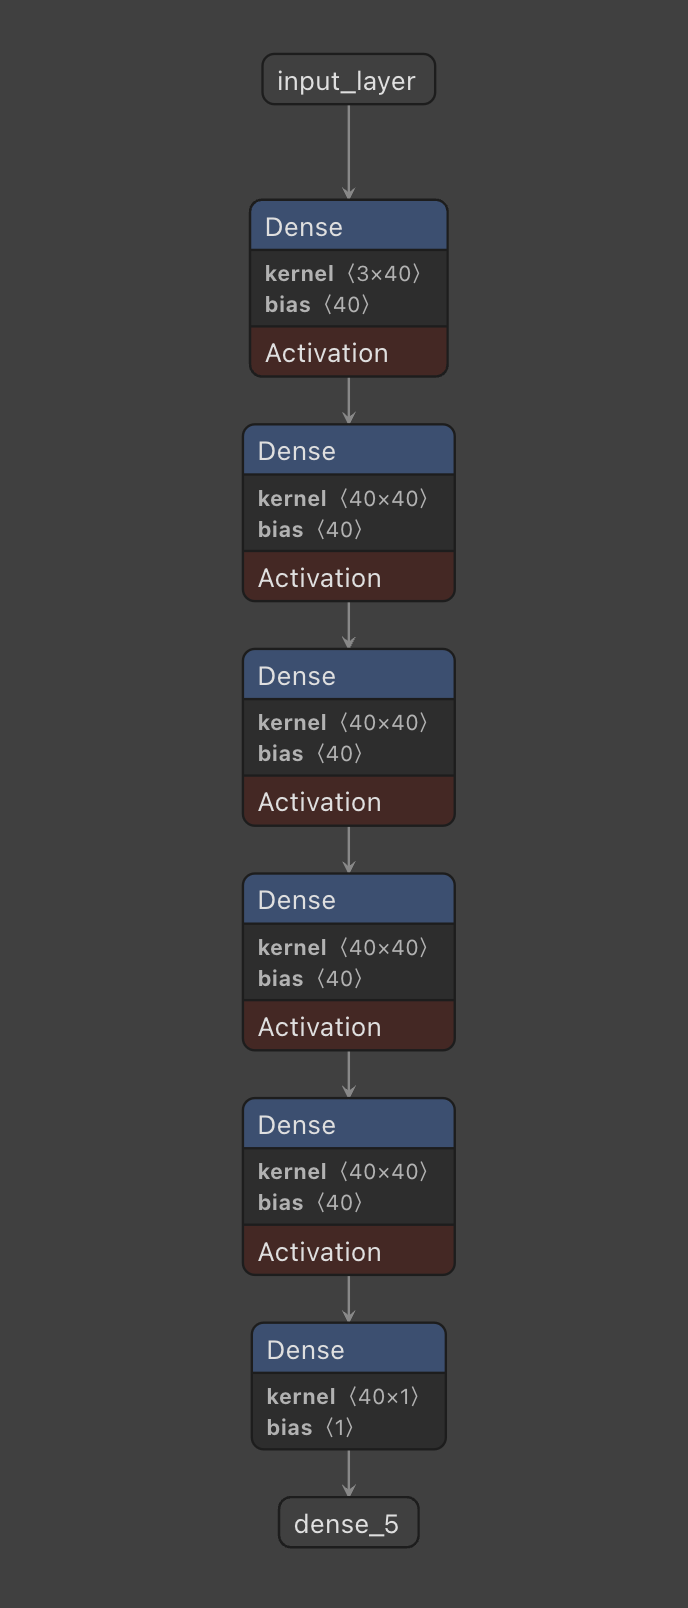 input_layer
Dense
kernel 〈3×40〉
bias 〈40〉
Activation
Dense
kernel 〈40×40〉
bias 〈40〉
Activation
Dense
kernel 〈40×40〉
bias 〈40〉
Activation
Dense
kernel 〈40×40〉
bias 〈40〉
Activation
Dense
kernel 〈40×40〉
bias 〈40〉
Activation
Dense
kernel 〈40×1〉
bias 〈1〉
dense_5